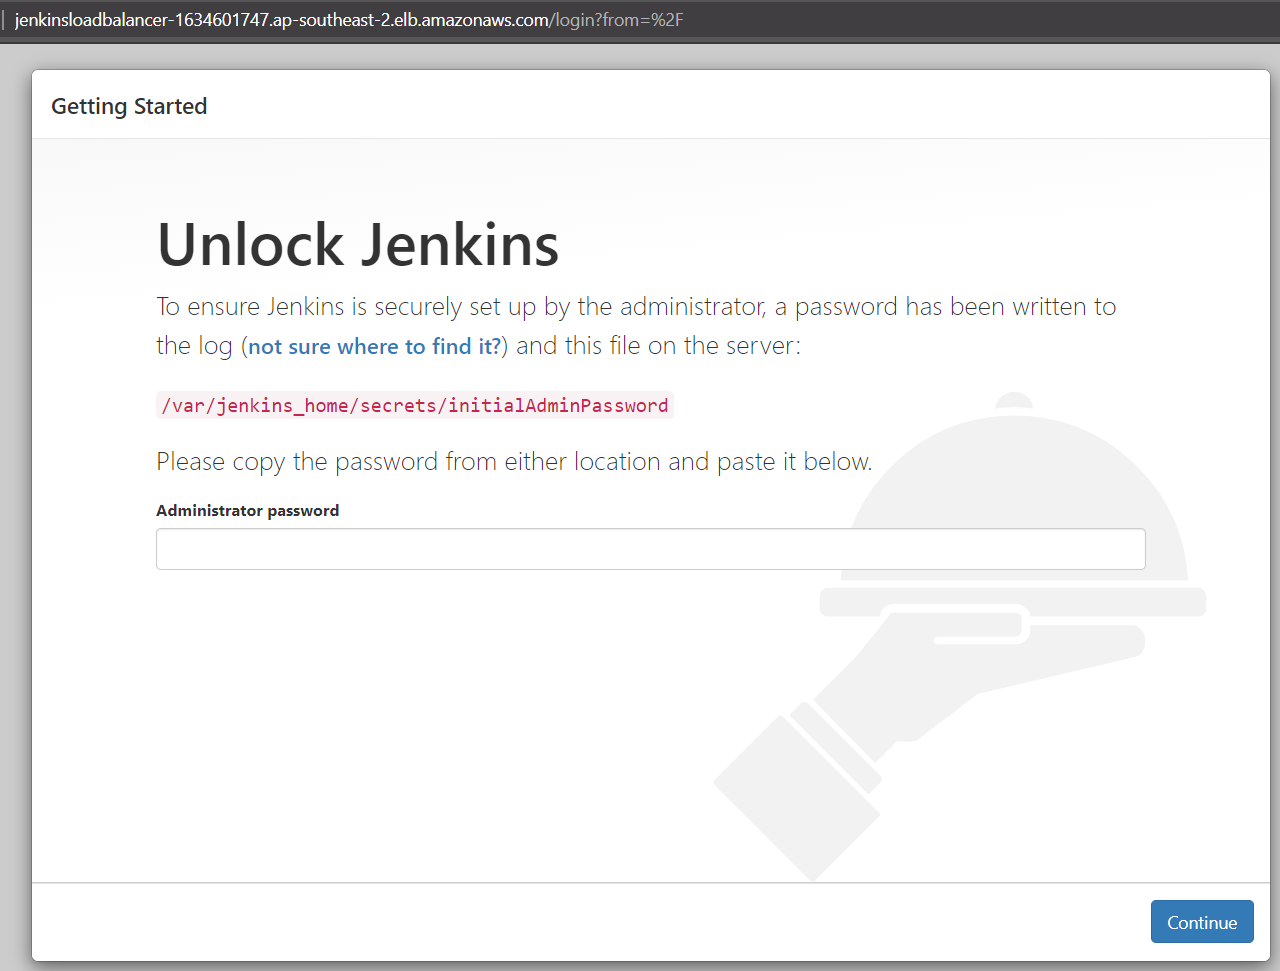 jenkinsloadbalancer-1634601747.ap-southeast-2.elb.amazonaws.com/login?from=%2F
Getting Started
Unlock Jenkins
To ensure Jenkins is securely set up by the administrator, a password has been written to
the log (not sure where to find it?) and this file on the server:
/var/jenkins_home/secrets/initialAdminPassword
Please copy the password from either location and paste it below.
Administrator password
Continue